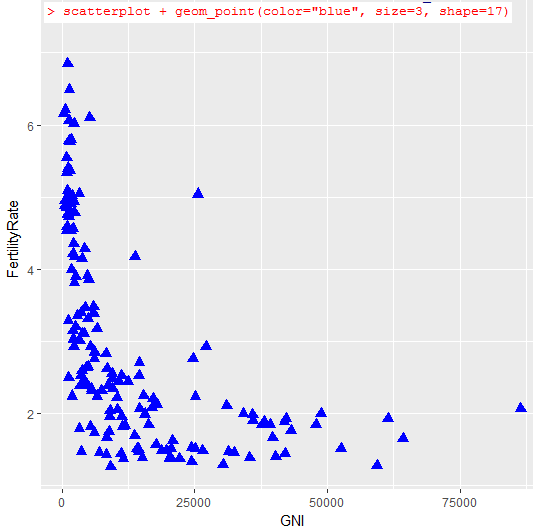 > scatterplot + geom_point(color="blue", size=3, shape=17)
FertilityRate
6
4
2
0 25000 50000 75000
GNI